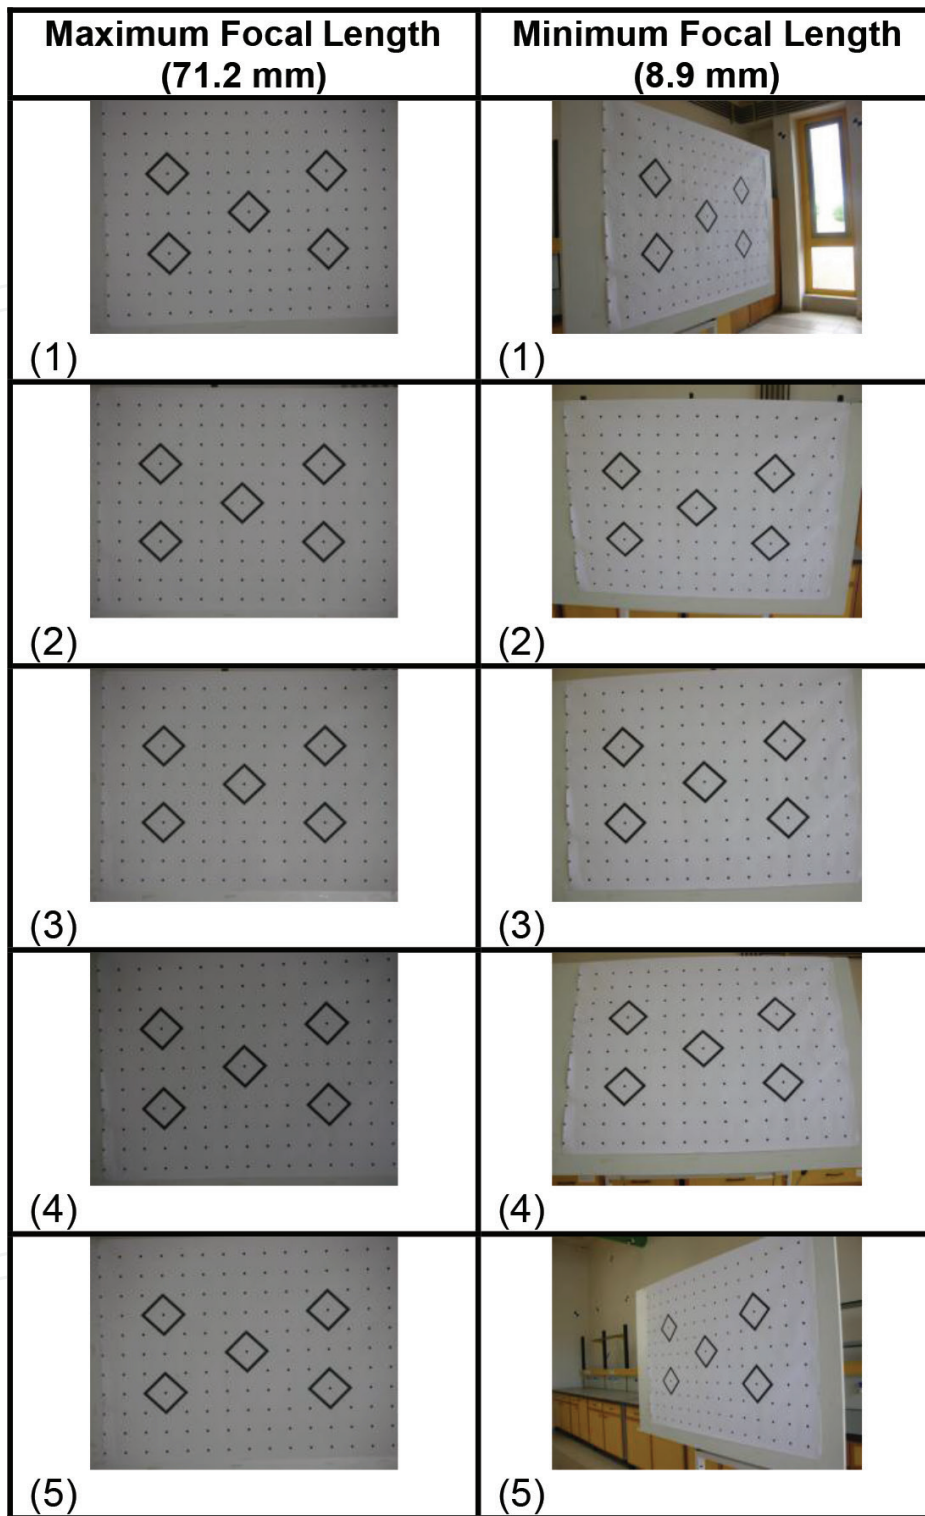 Maximum Focal Length
(71.2 mm)
Minimum Focal Length
(8.9 mm)
(1)
(1)
(2)
(2)
(3)
(3)
(4)
(4)
(5)
(5)